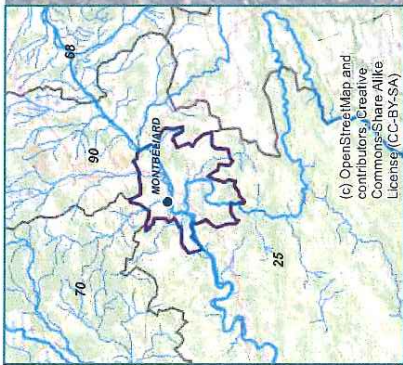 68
90
MONTBÉLIARD
70
25
(c) OpenStreetMap and
contributors, Creative
Commons-Share Alike
License (CC-BY-SA)